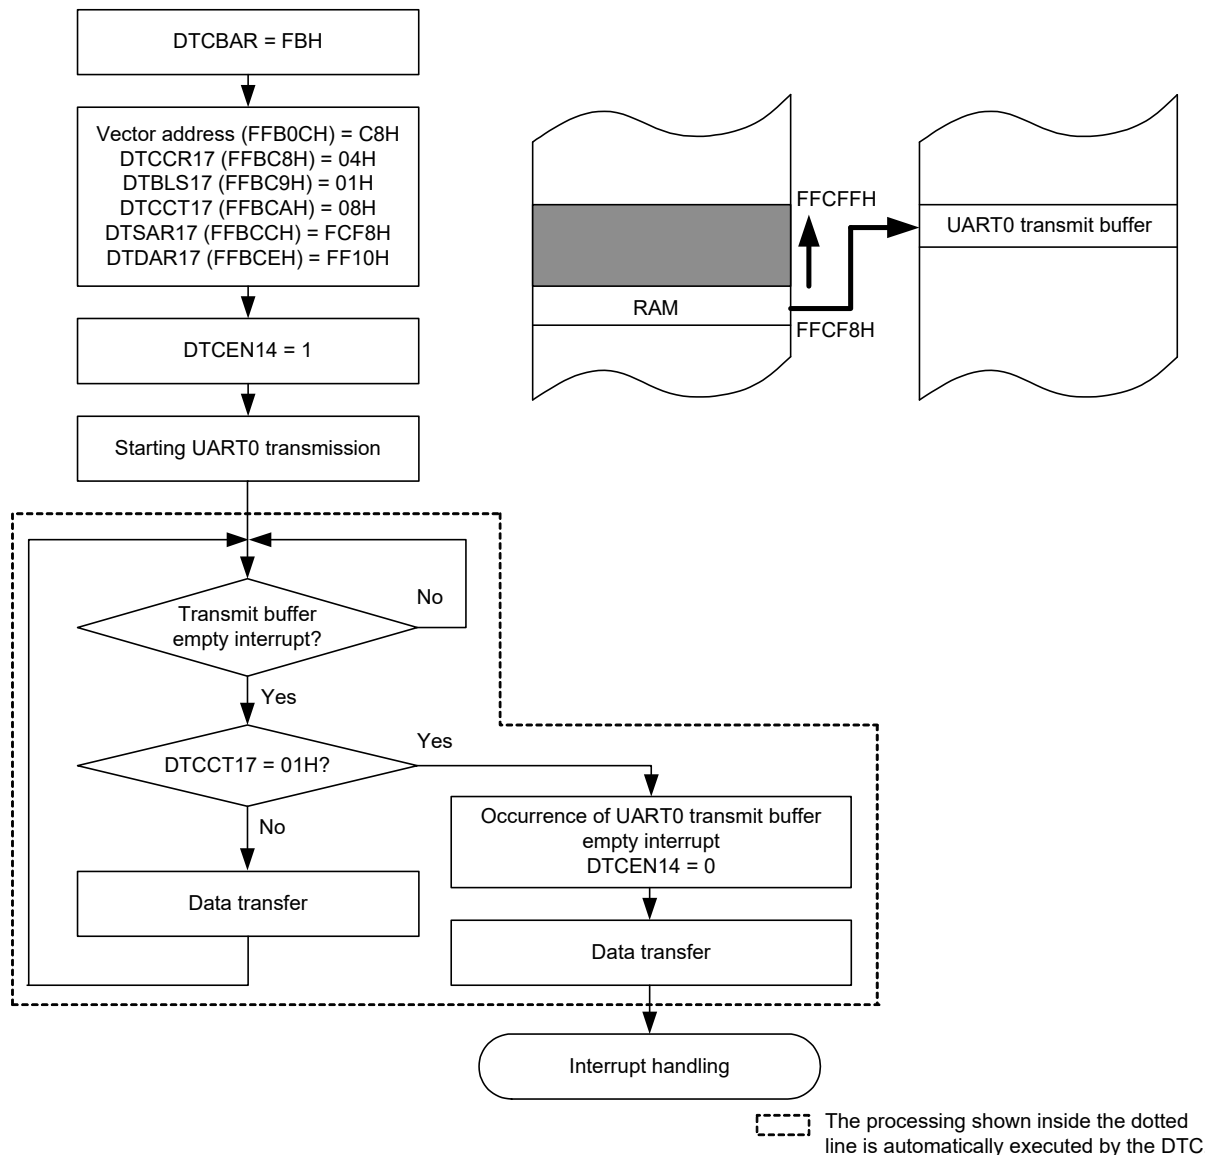 DTCBAR = FBH
Vector address (FFB0CH) = C8H
DTCCR17 (FFBC8H) = 04H
DTBLS17 (FFBC9H) = 01H
DTCCT17 (FFBCAH) = 08H
DTSAR17 (FFBCCH) = FCF8H
DTDAR17 (FFBCEH) = FF10H
DTCEN14 = 1
Starting UART0 transmission
FFCFFH
UART0 transmit buffer
RAM
FFCF8H
Transmit buffer
empty interrupt?
No
Yes
DTCCT17 = 01H?
Yes
No
Data transfer
Occurrence of UART0 transmit buffer
empty interrupt
DTCEN14 = 0
Data transfer
Interrupt handling
The processing shown inside the dotted
line is automatically executed by the DTC